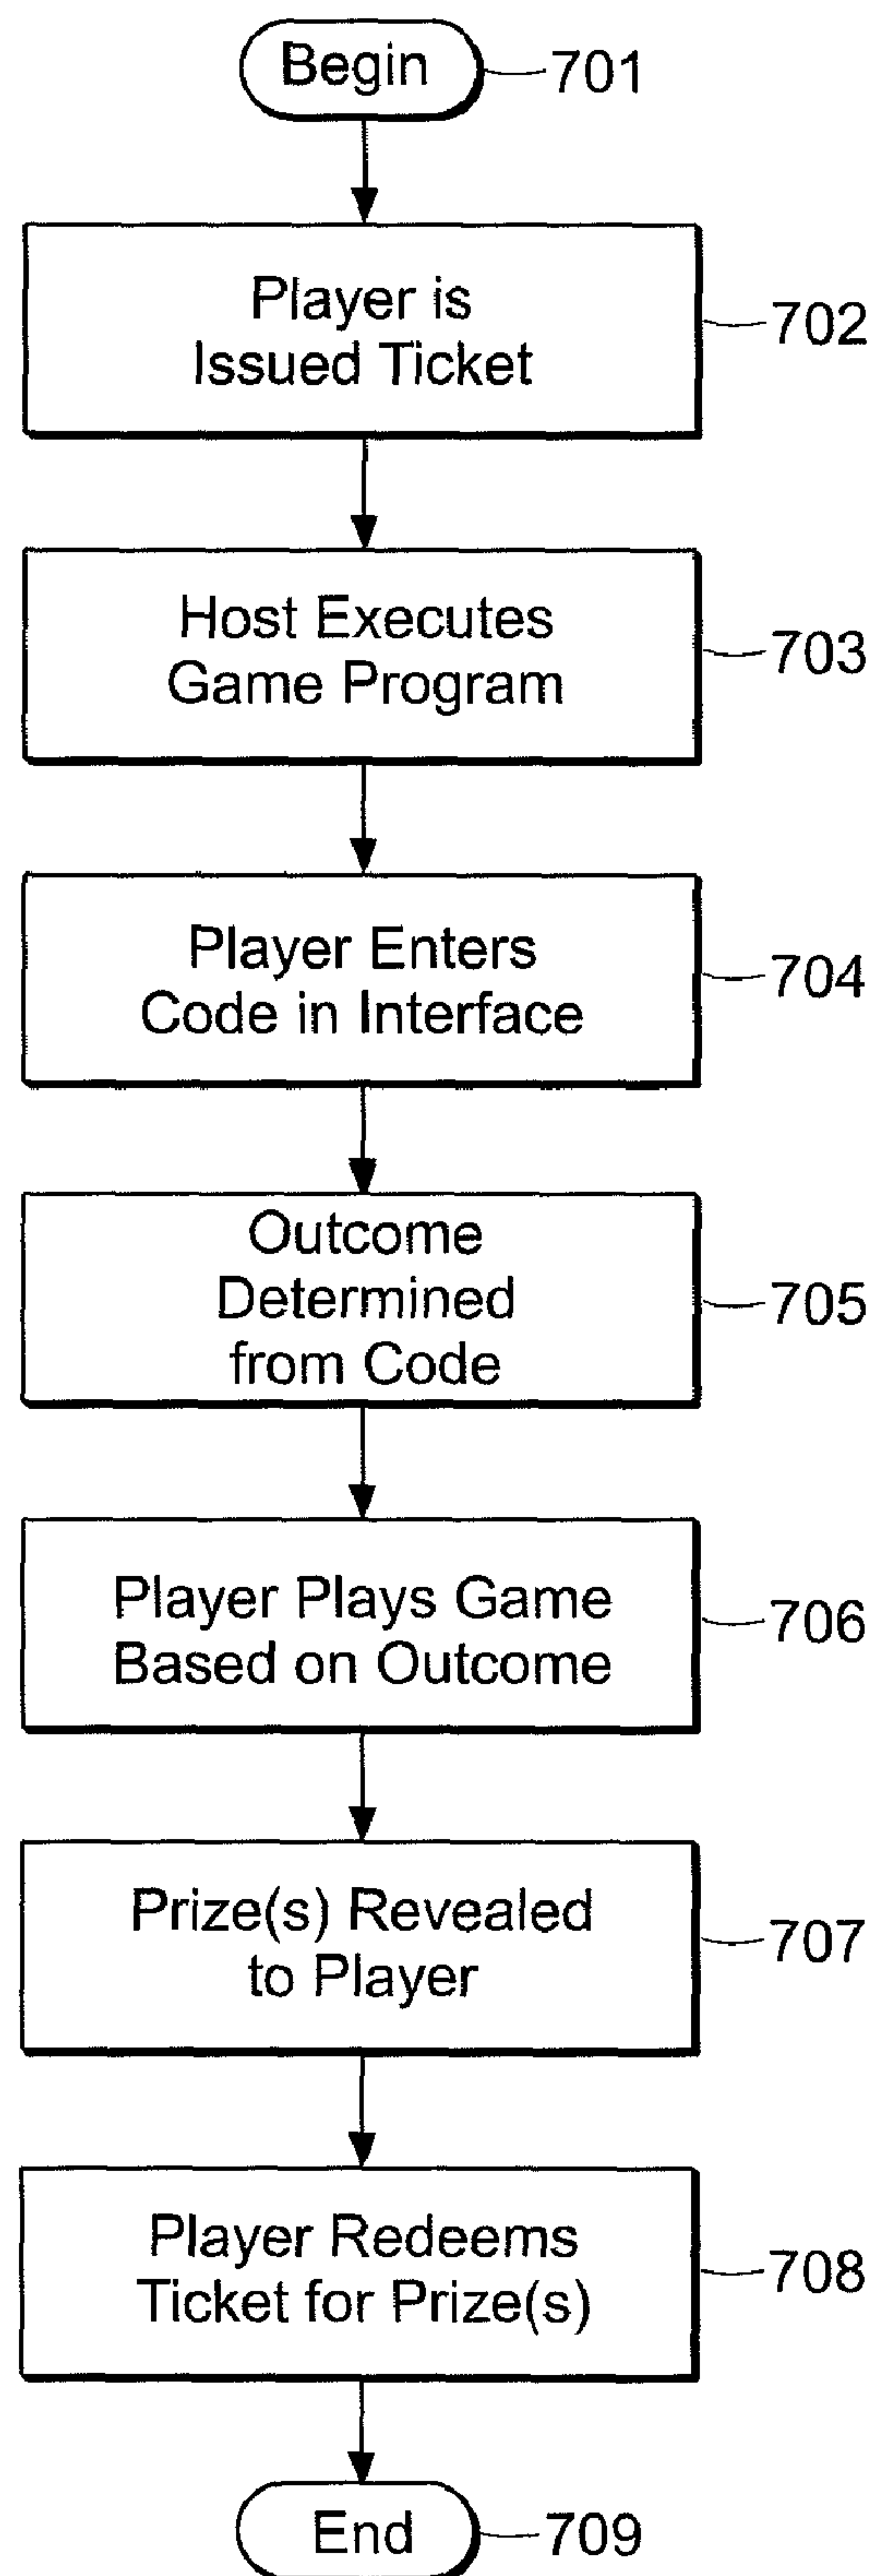 Begin
701
Player is
Issued Ticket
702
Host Executes
Game Program
703
Player Enters
Code in Interface
704
Outcome
Determined
from Code
705
Player Plays Game
Based on Outcome
706
Prize(s) Revealed
to Player
707
Player Redeems
Ticket for Prize(s)
708
End
709